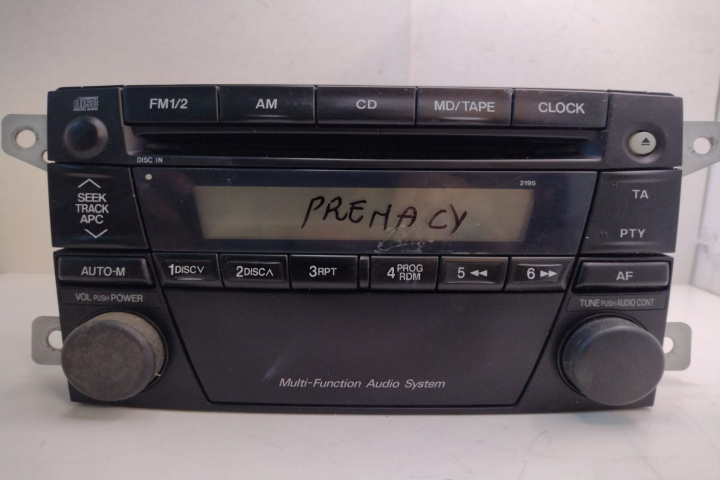 FM1/2 AM CD MD/TAPE CLOCK
DISC IN
2195
PREMACY
SEEK
TRACK
APC
TA
PTY
AUTO-M 1DISC∨ 2DISC∧ 3RPT 4PROG RDM 5◀◀ 6▶▶ AF
VOL PUSH POWER
TUNE PUSH AUDIO CONT
Multi-Function Audio System